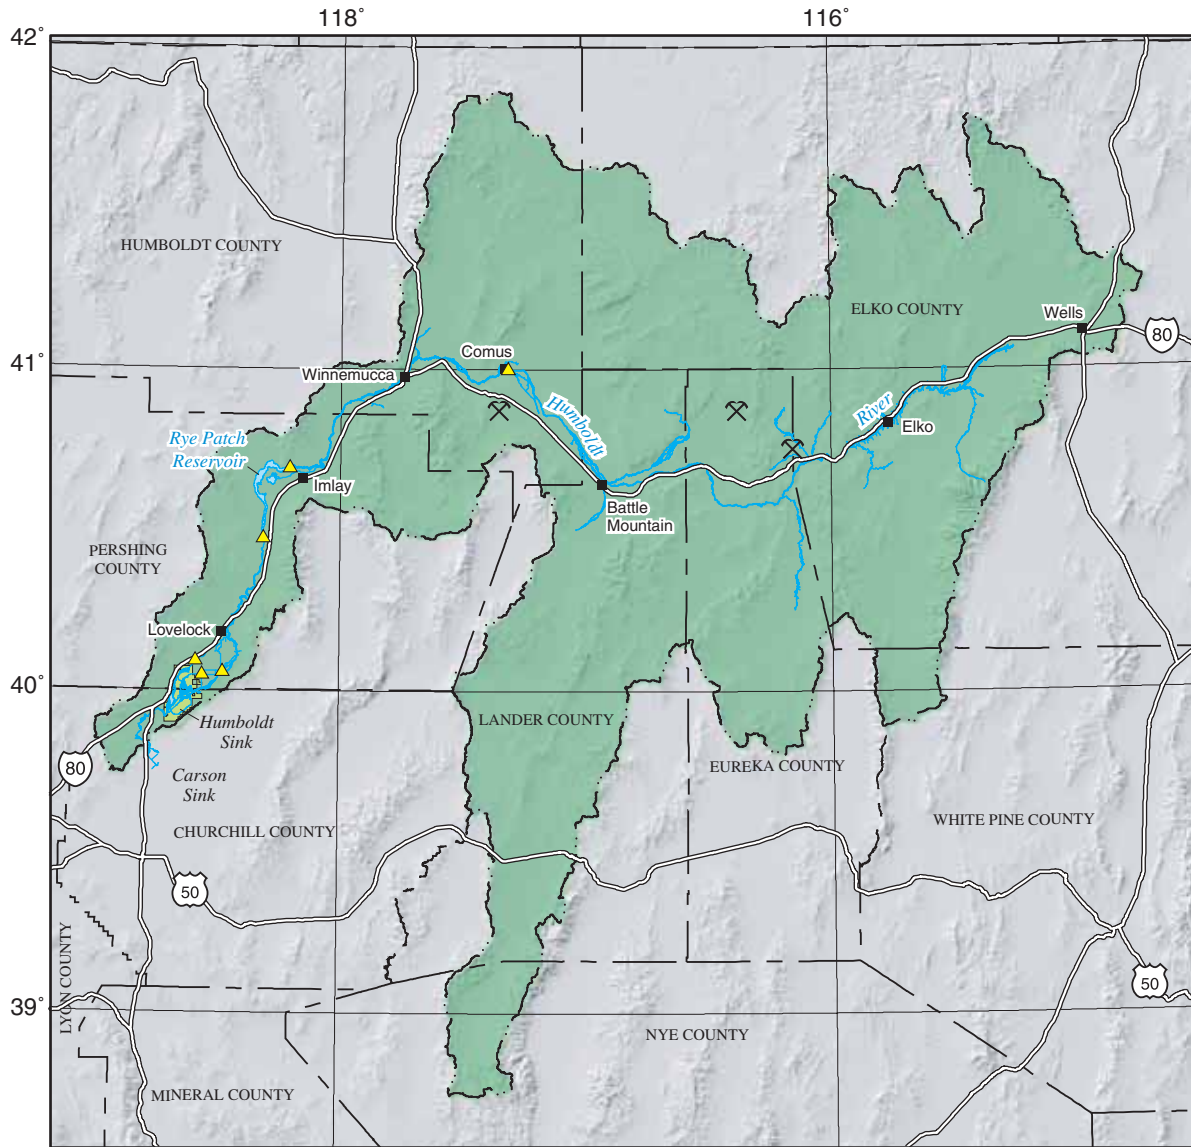 118°
116°
42°
HUMBOLDT COUNTY
ELKO COUNTY
Wells
80
41°
Comus
Winnemucca
Humboldt
River
Elko
Rye Patch
Reservoir
Imlay
Battle
Mountain
PERSHING
COUNTY
Lovelock
40°
Humboldt
Sink
LANDER COUNTY
EUREKA COUNTY
80
Carson
Sink
CHURCHILL COUNTY
WHITE PINE COUNTY
50
LYON COUNTY
50
39°
NYE COUNTY
MINERAL COUNTY